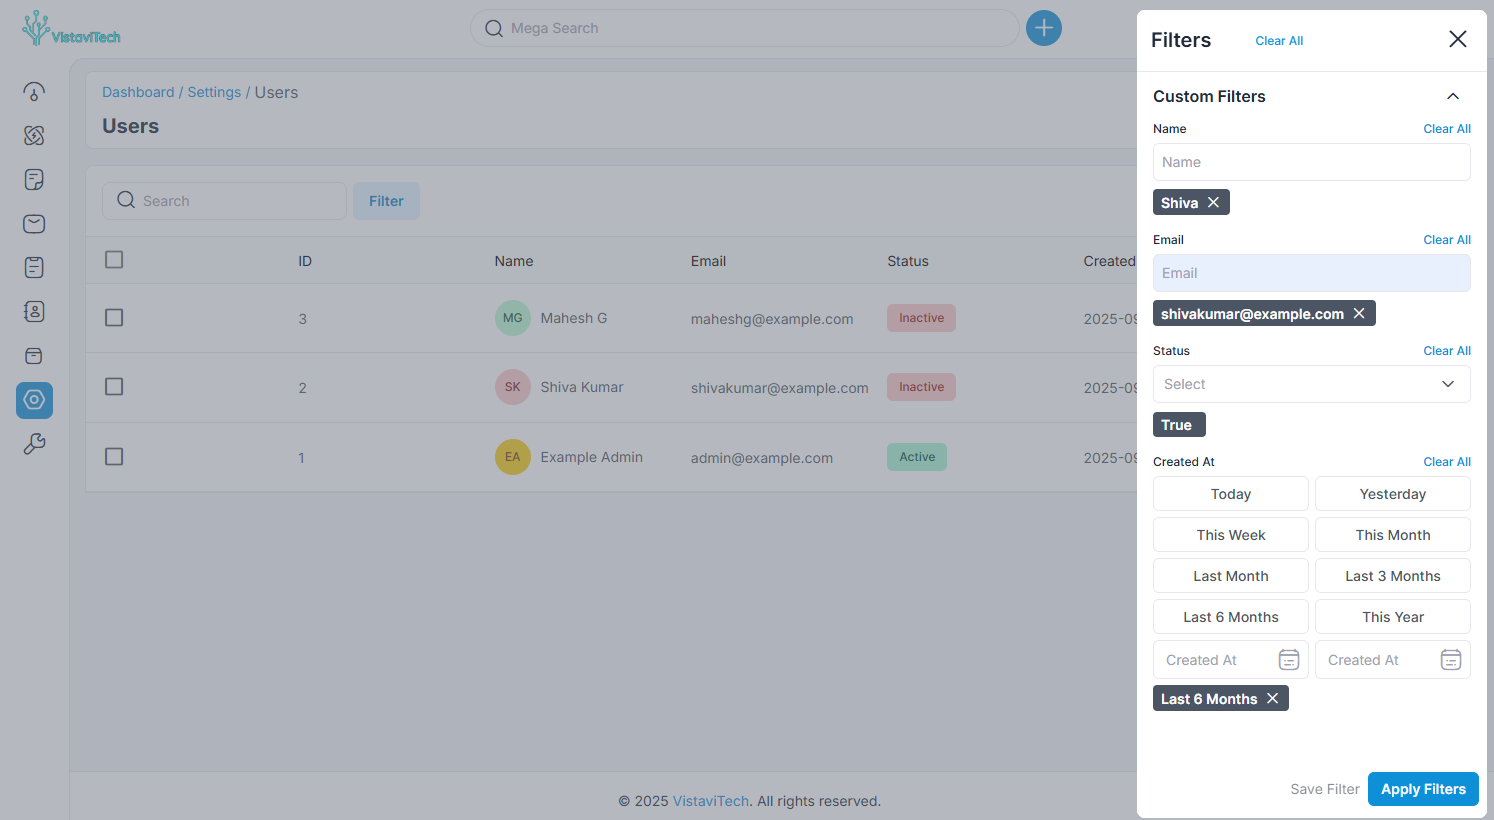 VistaviTech
Mega Search
Dashboard / Settings / Users
Users
Search
Filter
ID Name Email Status Created
3 MG Mahesh G maheshg@example.com Inactive 2025-09
2 SK Shiva Kumar shivakumar@example.com Inactive 2025-09
1 EA Example Admin admin@example.com Active 2025-09
© 2025 VistaviTech. All rights reserved.
Filters Clear All
Custom Filters
Name Clear All
Name
Shiva
Email Clear All
Email
shivakumar@example.com
Status Clear All
Select
True
Created At Clear All
Today Yesterday
This Week This Month
Last Month Last 3 Months
Last 6 Months This Year
Created At Created At
Last 6 Months
Save Filter Apply Filters